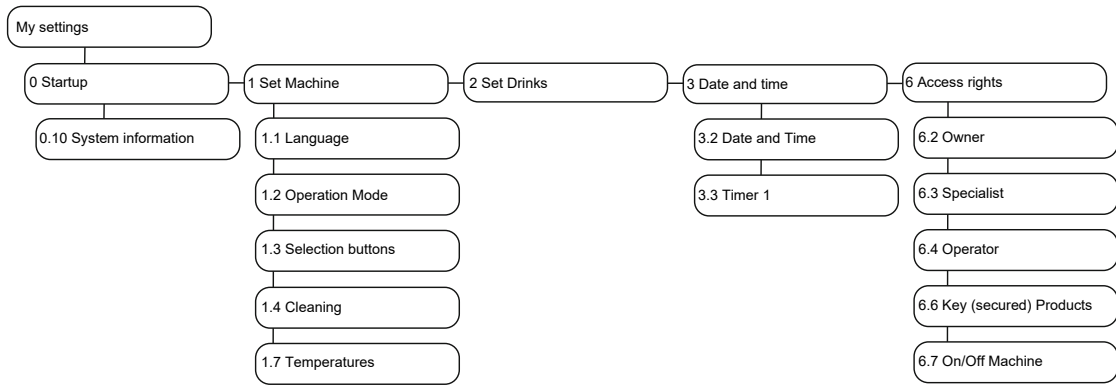 My settings
0 Startup
0.10 System information
1 Set Machine
1.1 Language
1.2 Operation Mode
1.3 Selection buttons
1.4 Cleaning
1.7 Temperatures
2 Set Drinks
3 Date and time
3.2 Date and Time
3.3 Timer 1
6 Access rights
6.2 Owner
6.3 Specialist
6.4 Operator
6.6 Key (secured) Products
6.7 On/Off Machine